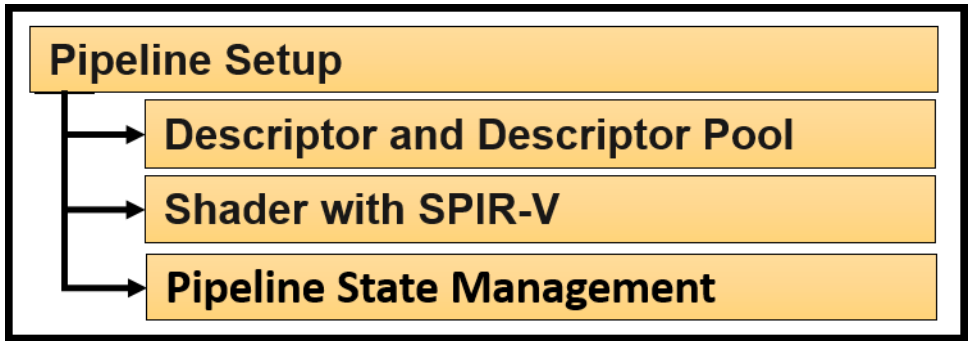 Pipeline Setup
Descriptor and Descriptor Pool
Shader with SPIR-V
Pipeline State Management